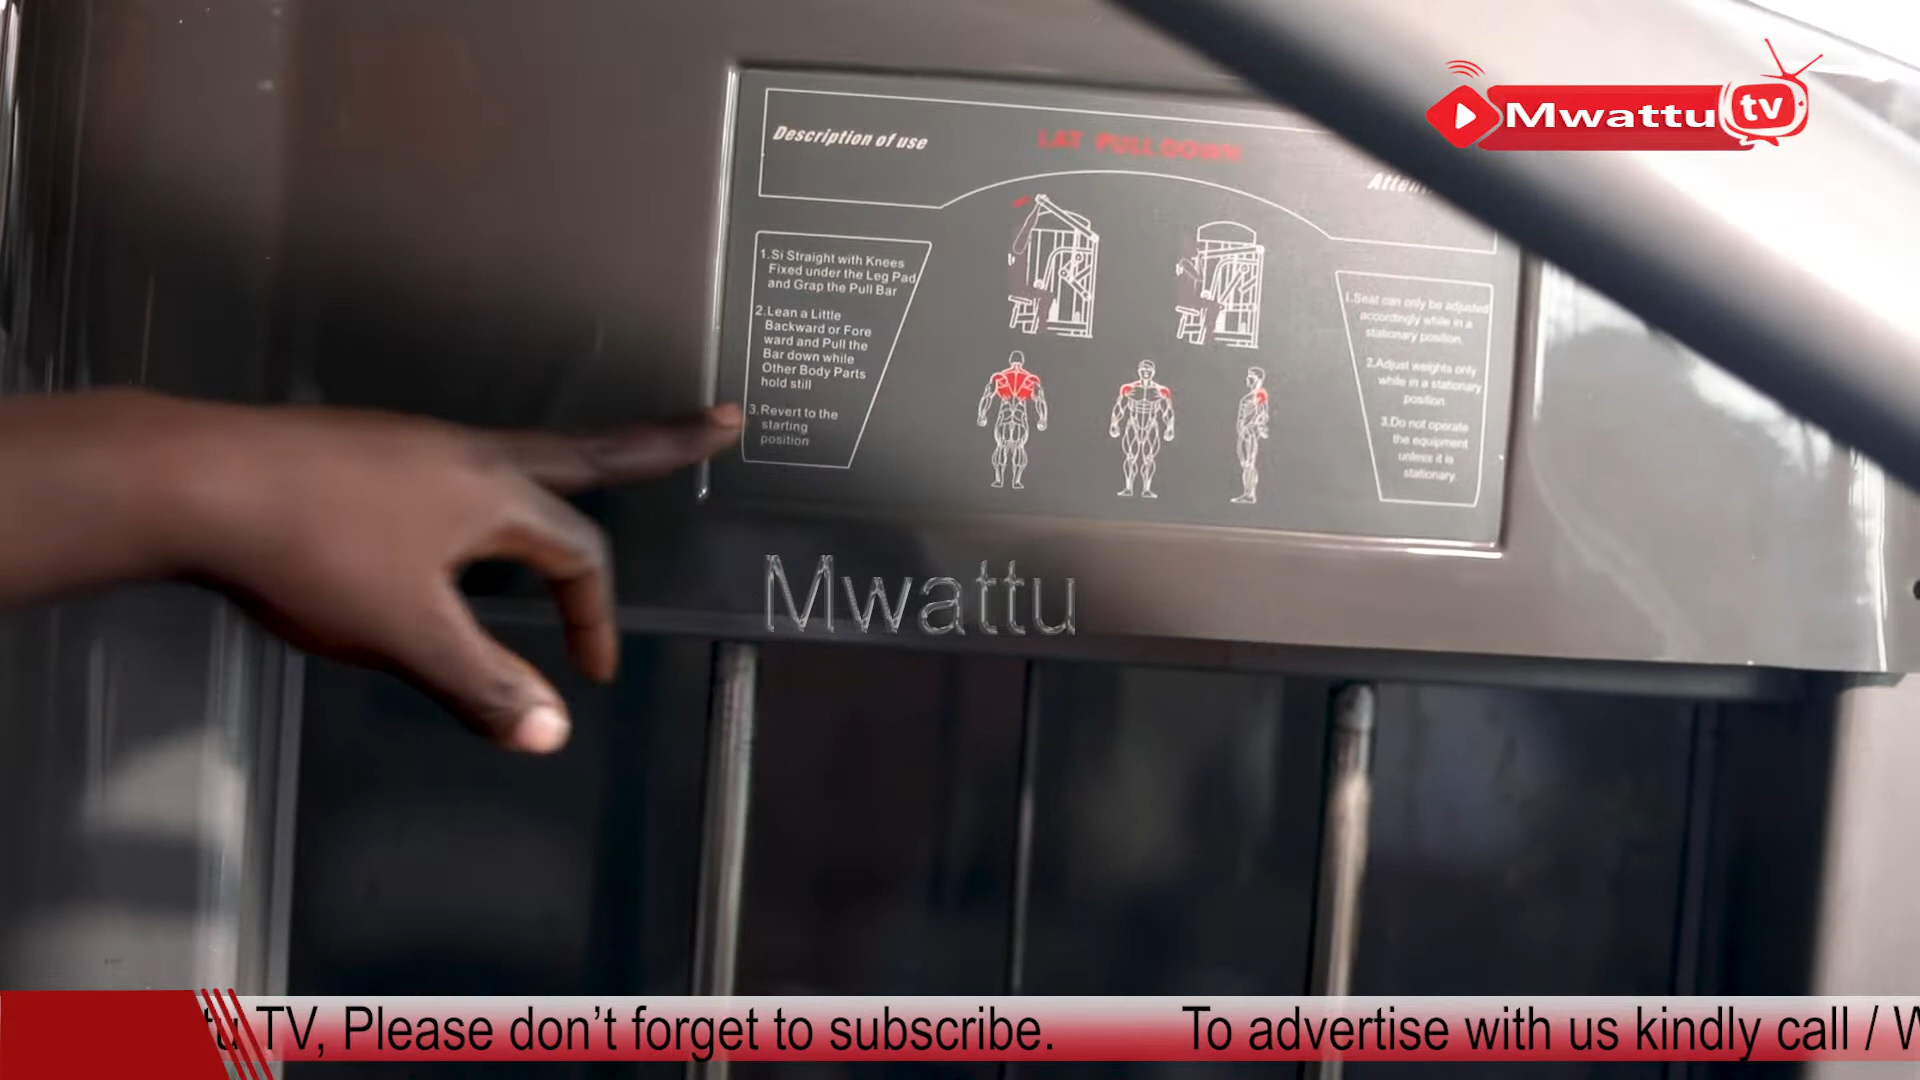 Mwattu tv
Description of use
LAT PULL DOWN
1.Si Straight with Knees
Fixed under the Leg Pad
and Grap the Pull Bar
2.Lean a Little
Backward or Fore
ward and Pull the
Bar down while
Other Body Parts
hold still
3.Revert to the
starting
position
1.Seat can only be adjusted
accordingly while in a
stationary position.
2.Adjust weights only
while in a stationary
position
3.Do not operate
the equipment
unless it is
stationary.
Mwattu
TV, Please don’t forget to subscribe.
To advertise with us kindly call /